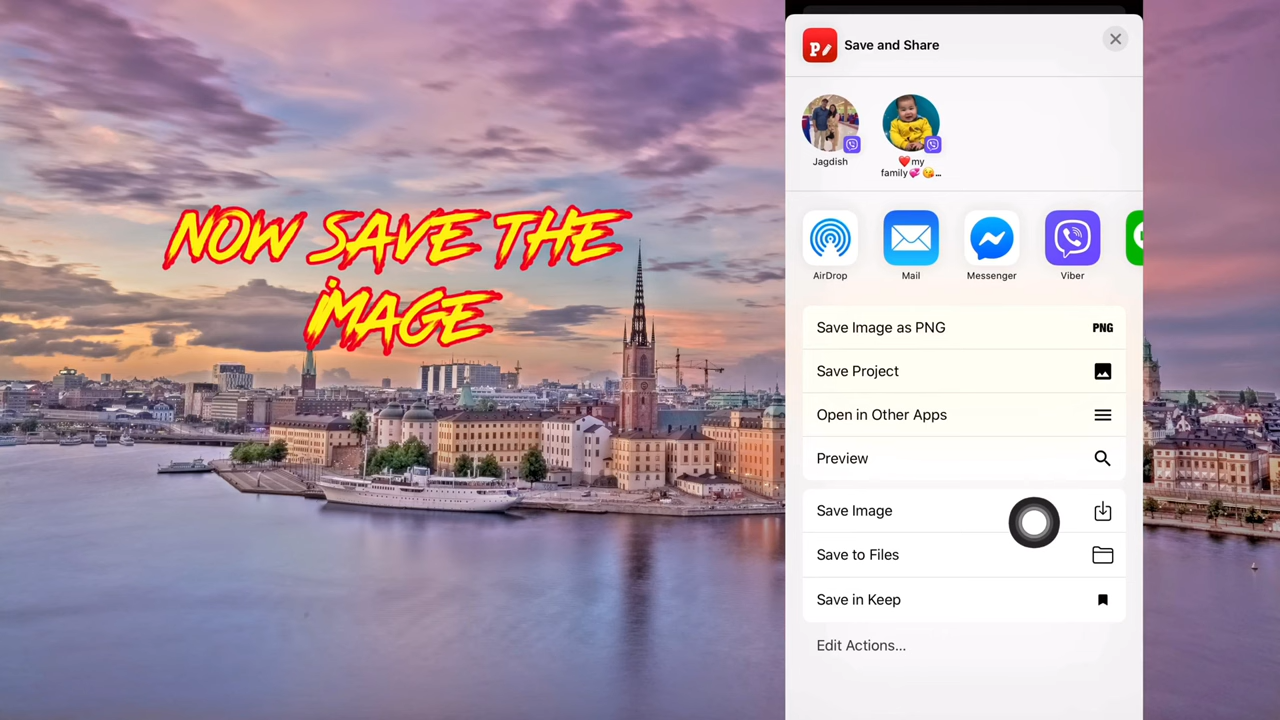 NOW SAVE THE
IMAGE
P
Save and Share
Jagdish
❤️my
family💞😘...
AirDrop
Mail
Messenger
Viber
Save Image as PNG
PNG
Save Project
Open in Other Apps
Preview
Save Image
Save to Files
Save in Keep
Edit Actions...